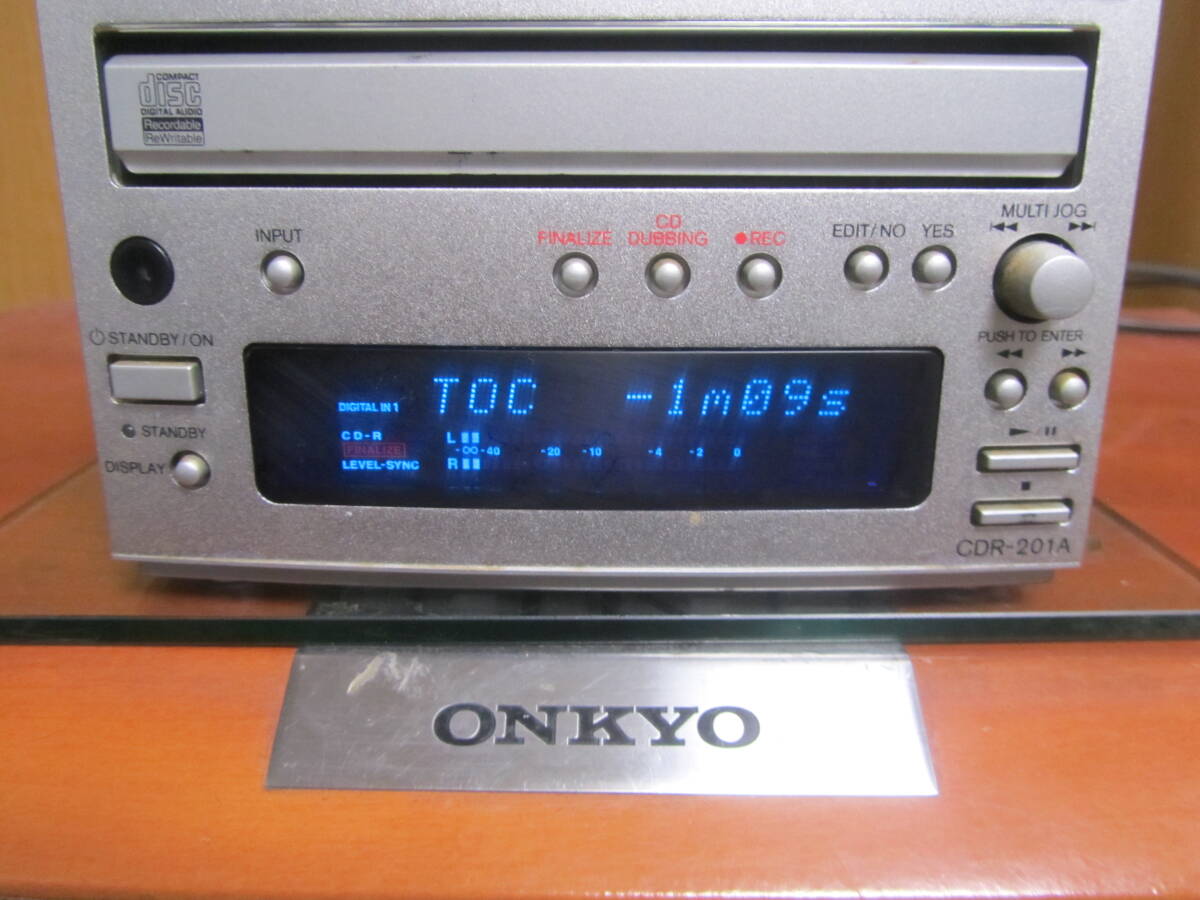 COMPACT
disc
DIGITAL AUDIO
Recordable
ReWritable
INPUT
FINALIZE
CD
DUBBING
●REC
EDIT/NO
YES
MULTI JOG
PUSH TO ENTER
STANDBY/ON
STANDBY
DISPLAY
DIGITAL IN 1
TOC -1m09s
CD-R
FINALIZE
LEVEL-SYNC
L
-∞ -40 -20 -10 -4 -2 0
R
CDR-201A
ONKYO